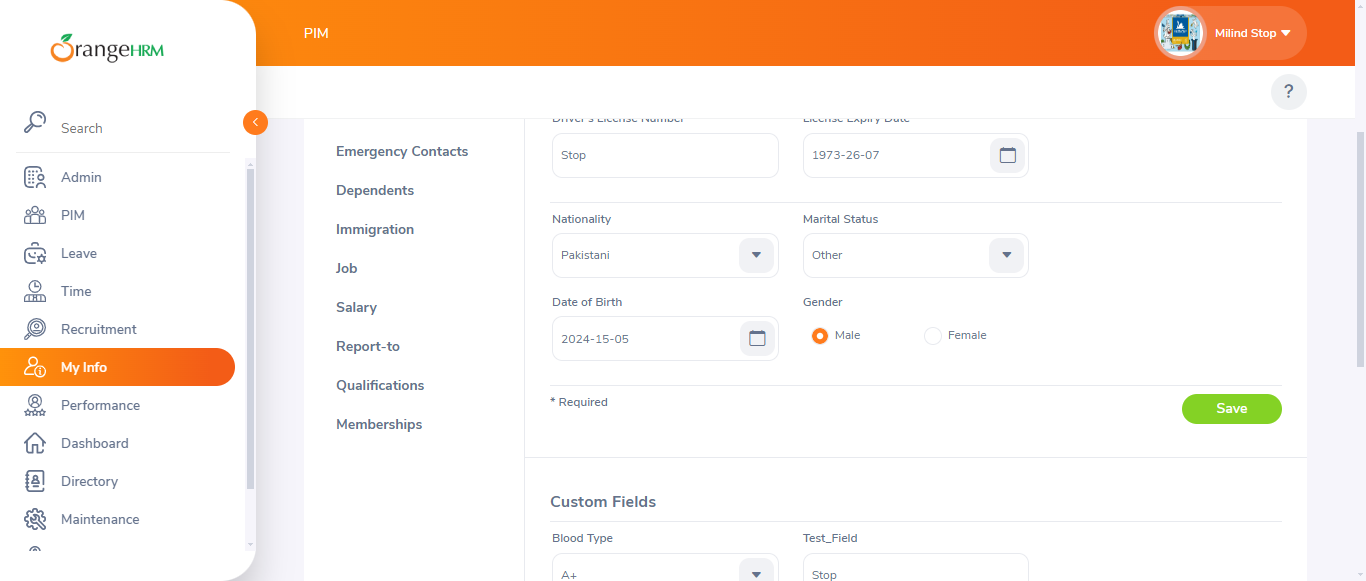 OrangeHRM
PIM
Milind Stop
?
Search
Admin
PIM
Leave
Time
Recruitment
My Info
Performance
Dashboard
Directory
Maintenance
Emergency Contacts
Dependents
Immigration
Job
Salary
Report-to
Qualifications
Memberships
Driver's License Number
License Expiry Date
Stop
1973-26-07
Nationality
Marital Status
Pakistani
Other
Date of Birth
Gender
2024-15-05
Male
Female
* Required
Save
Custom Fields
Blood Type
Test_Field
A+
Stop